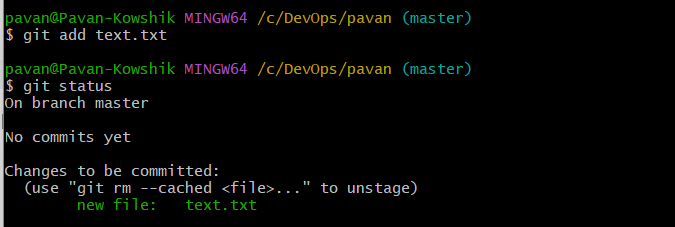 pavan@Pavan-Kowshik MINGW64 /c/DevOps/pavan (master)
$ git add text.txt
pavan@Pavan-Kowshik MINGW64 /c/DevOps/pavan (master)
$ git status
On branch master
No commits yet
Changes to be committed:
(use "git rm --cached <file>..." to unstage)
new file:   text.txt